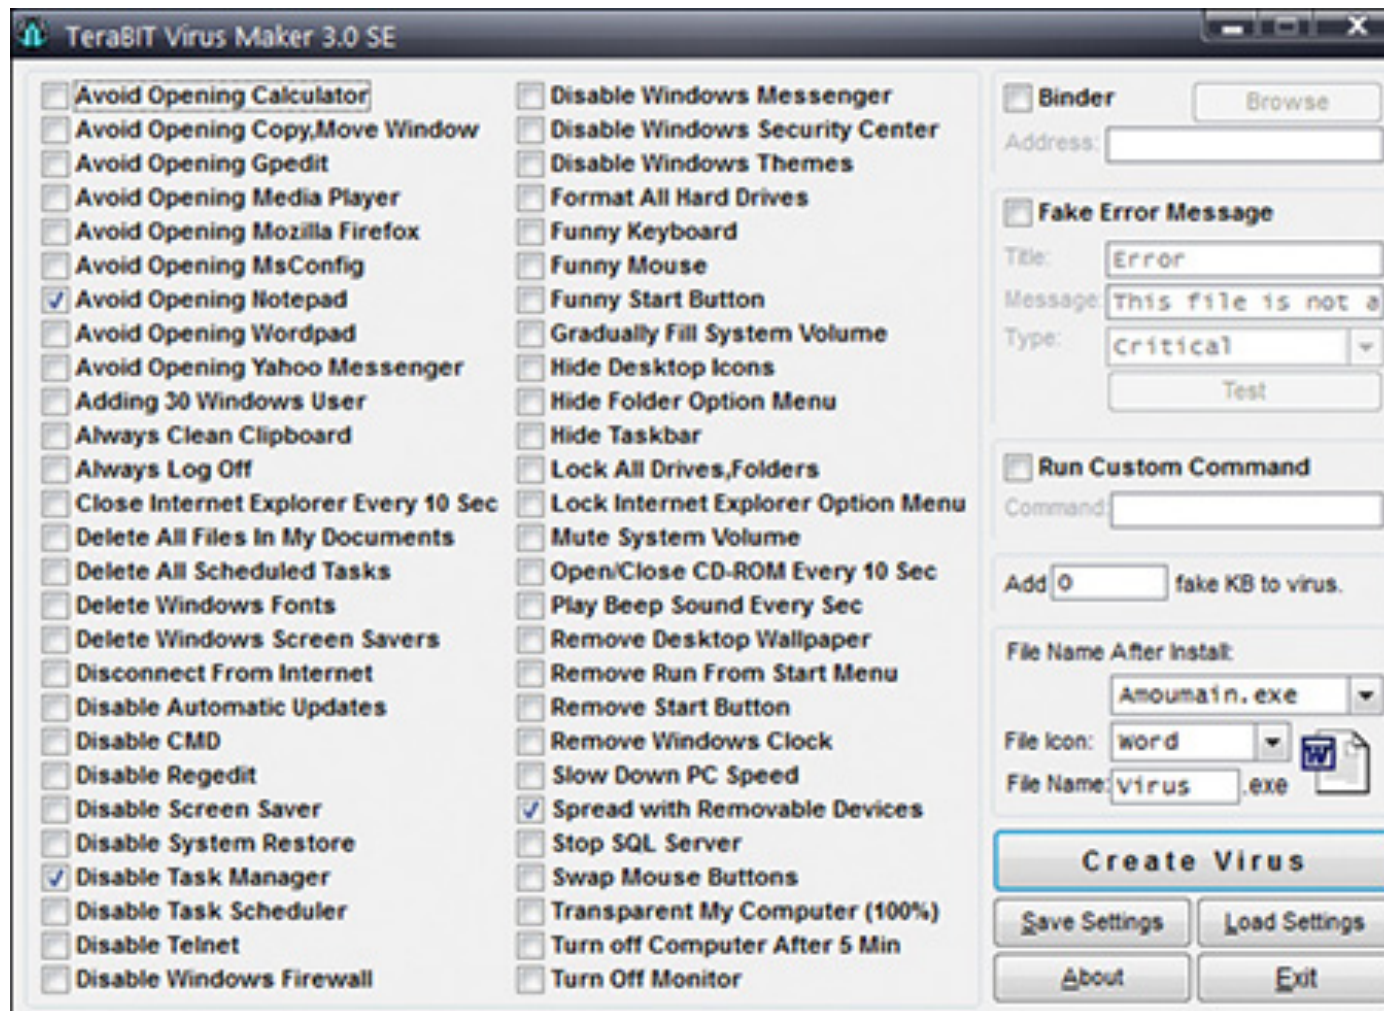 TeraBIT Virus Maker 3.0 SE
Avoid Opening Calculator
Avoid Opening Copy,Move Window
Avoid Opening Gpedit
Avoid Opening Media Player
Avoid Opening Mozilla Firefox
Avoid Opening MsConfig
Avoid Opening Notepad
Avoid Opening Wordpad
Avoid Opening Yahoo Messenger
Adding 30 Windows User
Always Clean Clipboard
Always Log Off
Close Internet Explorer Every 10 Sec
Delete All Files In My Documents
Delete All Scheduled Tasks
Delete Windows Fonts
Delete Windows Screen Savers
Disconnect From Internet
Disable Automatic Updates
Disable CMD
Disable Regedit
Disable Screen Saver
Disable System Restore
Disable Task Manager
Disable Task Scheduler
Disable Telnet
Disable Windows Firewall
Disable Windows Messenger
Disable Windows Security Center
Disable Windows Themes
Format All Hard Drives
Funny Keyboard
Funny Mouse
Funny Start Button
Gradually Fill System Volume
Hide Desktop Icons
Hide Folder Option Menu
Hide Taskbar
Lock All Drives,Folders
Lock Internet Explorer Option Menu
Mute System Volume
Open/Close CD-ROM Every 10 Sec
Play Beep Sound Every Sec
Remove Desktop Wallpaper
Remove Run From Start Menu
Remove Start Button
Remove Windows Clock
Slow Down PC Speed
Spread with Removable Devices
Stop SQL Server
Swap Mouse Buttons
Transparent My Computer (100%)
Turn off Computer After 5 Min
Turn Off Monitor
Binder Browse
Address:
Fake Error Message
Title: Error
Message: This file is not a
Type: Critical
Test
Run Custom Command
Command:
Add 0 fake KB to virus.
File Name After Install:
Amoumain.exe
File Icon: Word
File Name: virus .exe
Create Virus
Save Settings Load Settings
About Exit